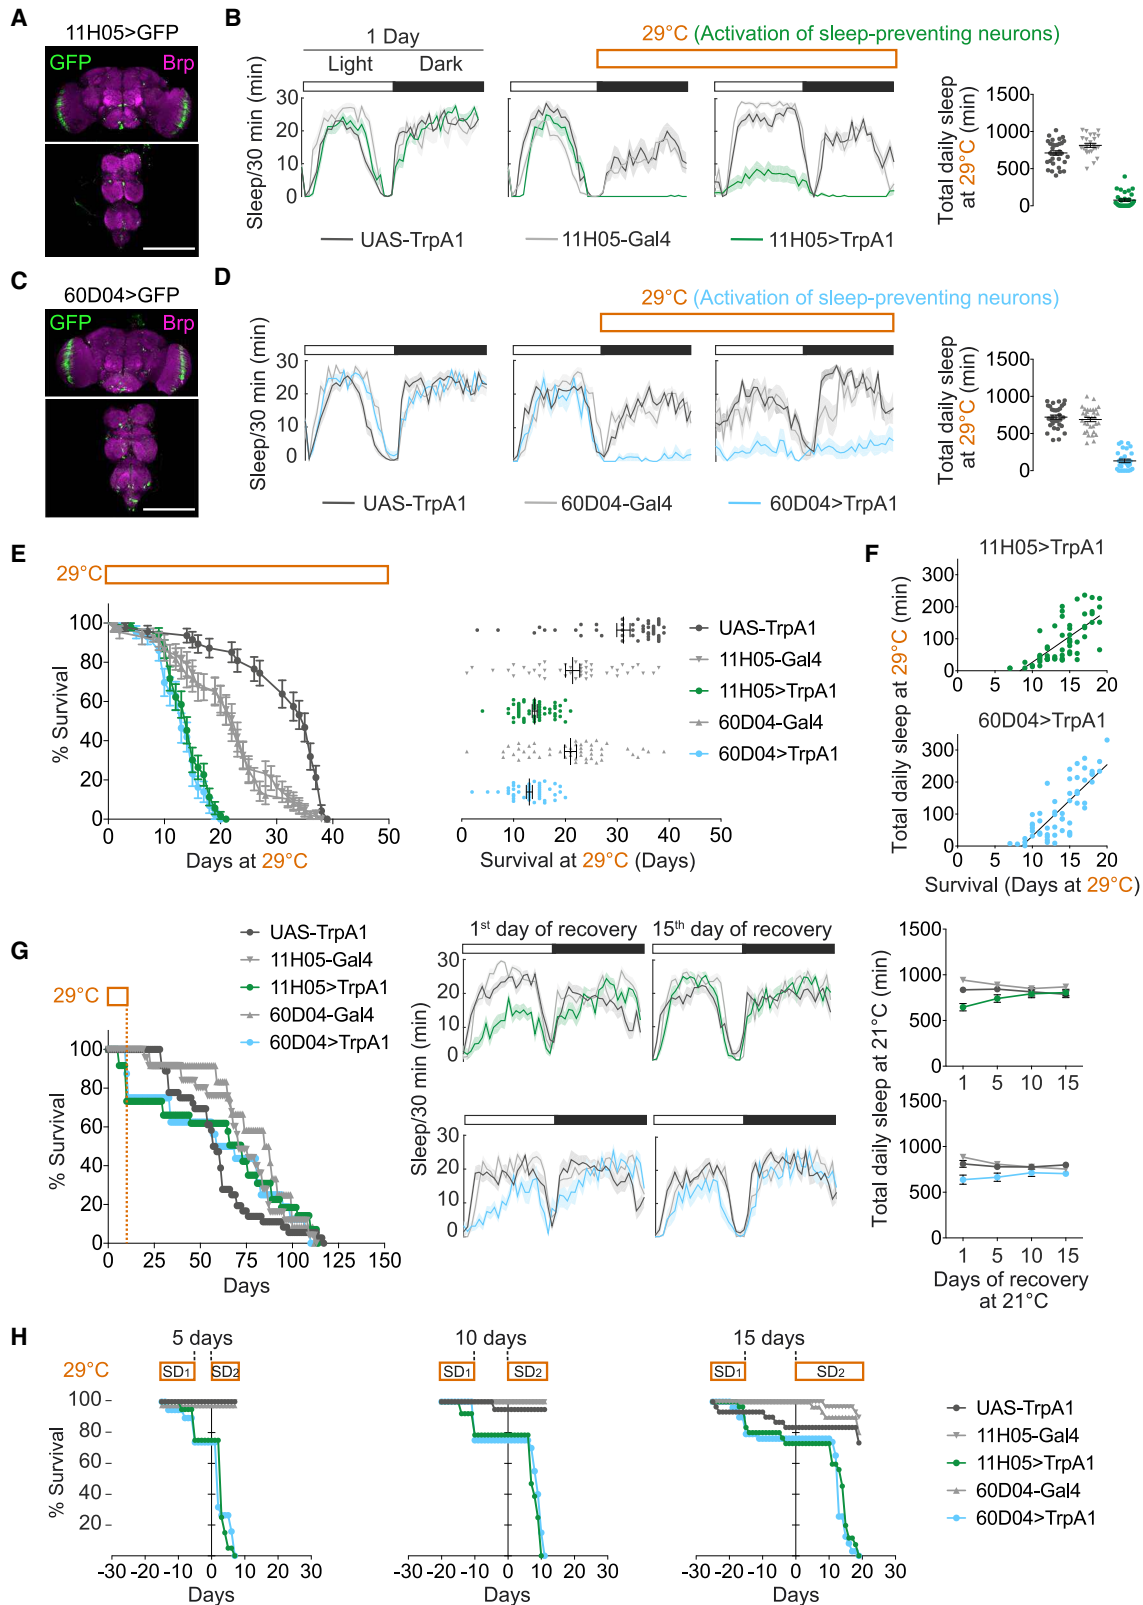 A
11H05>GFP
GFP Brp
B
29°C (Activation of sleep-preventing neurons)
1 Day
Light Dark
Sleep/30 min (min)
30
20
10
0
UAS-TrpA1 11H05-Gal4 11H05>TrpA1
Total daily sleep
at 29°C (min)
1500
1000
500
0
C
60D04>GFP
GFP Brp
D
29°C (Activation of sleep-preventing neurons)
Sleep/30 min (min)
30
20
10
0
UAS-TrpA1 60D04-Gal4 60D04>TrpA1
Total daily sleep
at 29°C (min)
1500
1000
500
0
E
29°C
% Survival
100
80
60
40
20
0
0 10 20 30 40 50
Days at 29°C
UAS-TrpA1
11H05-Gal4
11H05>TrpA1
60D04-Gal4
60D04>TrpA1
0 10 20 30 40 50
Survival at 29°C (Days)
F
11H05>TrpA1
Total daily sleep at 29°C (min)
300
200
100
0
0 5 10 15 20
60D04>TrpA1
300
200
100
0
0 5 10 15 20
Survival (Days at 29°C)
G
29°C
UAS-TrpA1
11H05-Gal4
11H05>TrpA1
60D04-Gal4
60D04>TrpA1
% Survival
100
80
60
40
20
0
0 25 50 75 100 125 150
Days
1st day of recovery 15th day of recovery
Sleep/30 min (min)
30
20
10
0
30
20
10
0
Total daily sleep at 21°C (min)
1500
1000
500
0
1 5 10 15
1500
1000
500
0
1 5 10 15
Days of recovery
at 21°C
H
5 days 10 days 15 days
29°C
SD1 SD2 SD1 SD2 SD1 SD2
% Survival
100
80
60
40
20
-30 -20 -10 0 10 20 30
Days
-30 -20 -10 0 10 20 30
Days
-30 -20 -10 0 10 20 30
Days
UAS-TrpA1
11H05-Gal4
11H05>TrpA1
60D04-Gal4
60D04>TrpA1